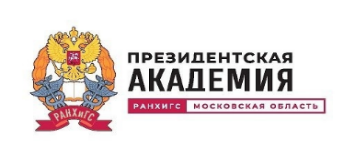 ПРЕЗИДЕНТСКАЯ
АКАДЕМИЯ
РАНХИГС МОСКОВСКАЯ ОБЛАСТЬ
РАНХиГС